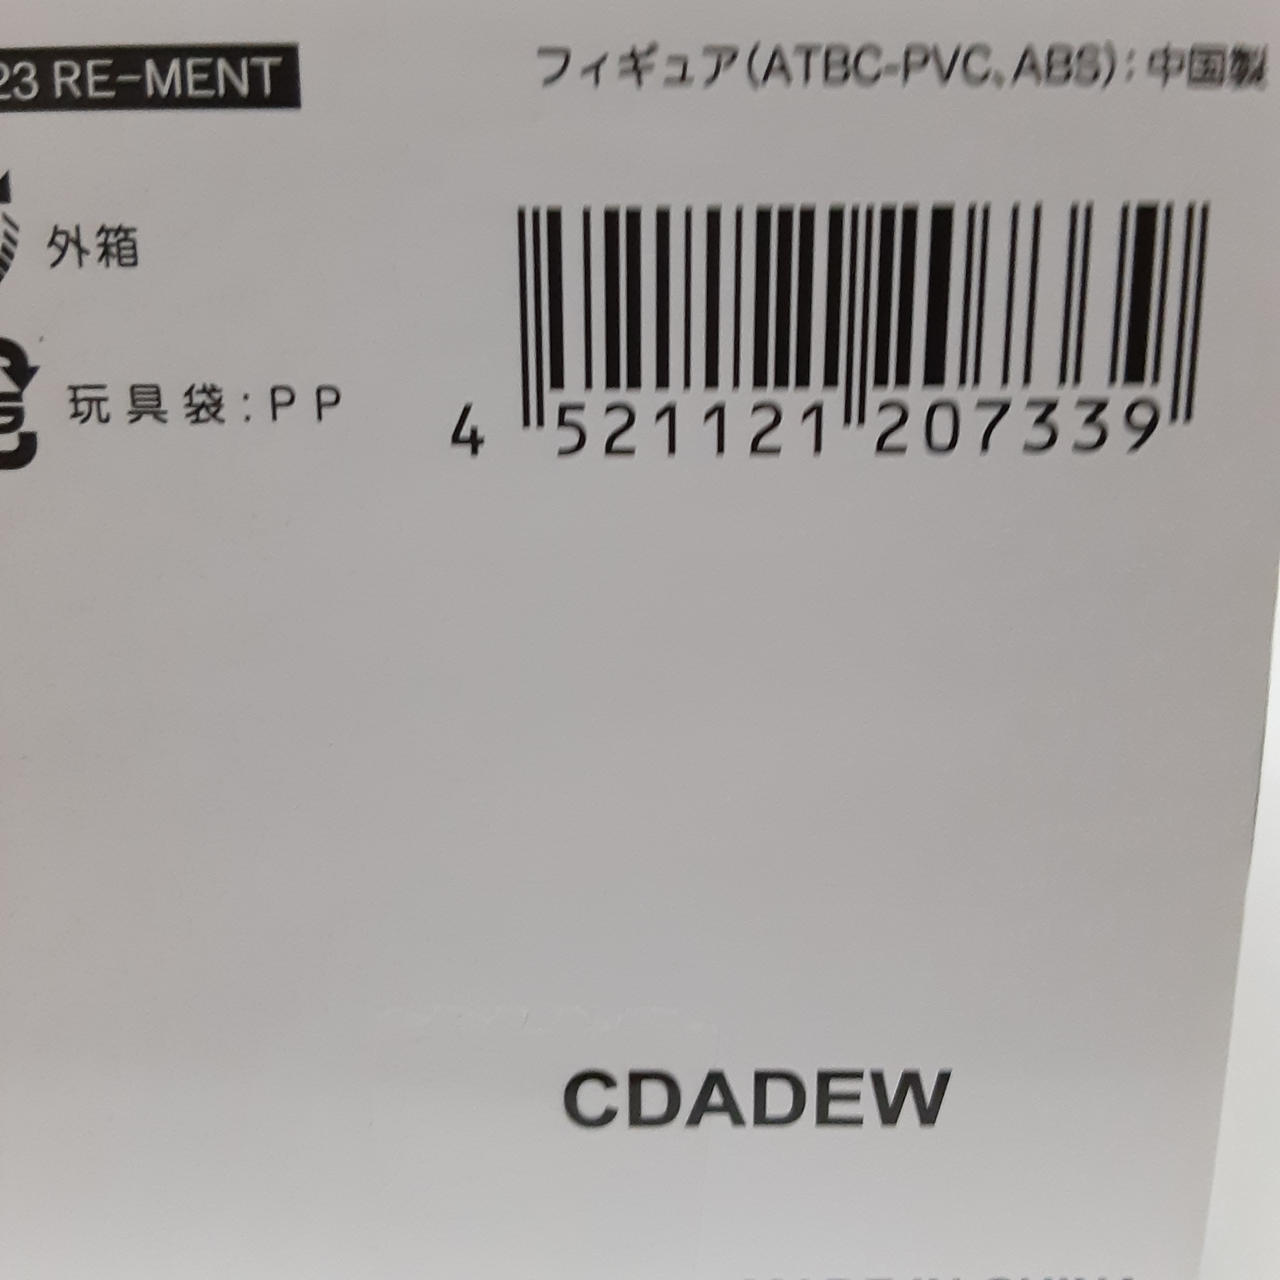 23 RE-MENT
フィギュア(ATBC-PVC、ABS):中国製
外箱
玩具袋:PP
4 521121 207339
CDADEW